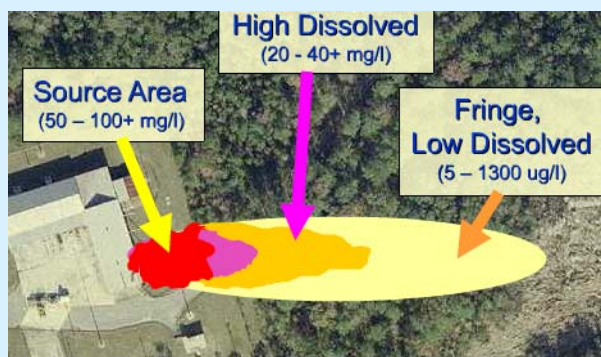 High Dissolved
(20 - 40+ mg/l)
Source Area
(50 – 100+ mg/l)
Fringe,
Low Dissolved
(5 – 1300 ug/l)